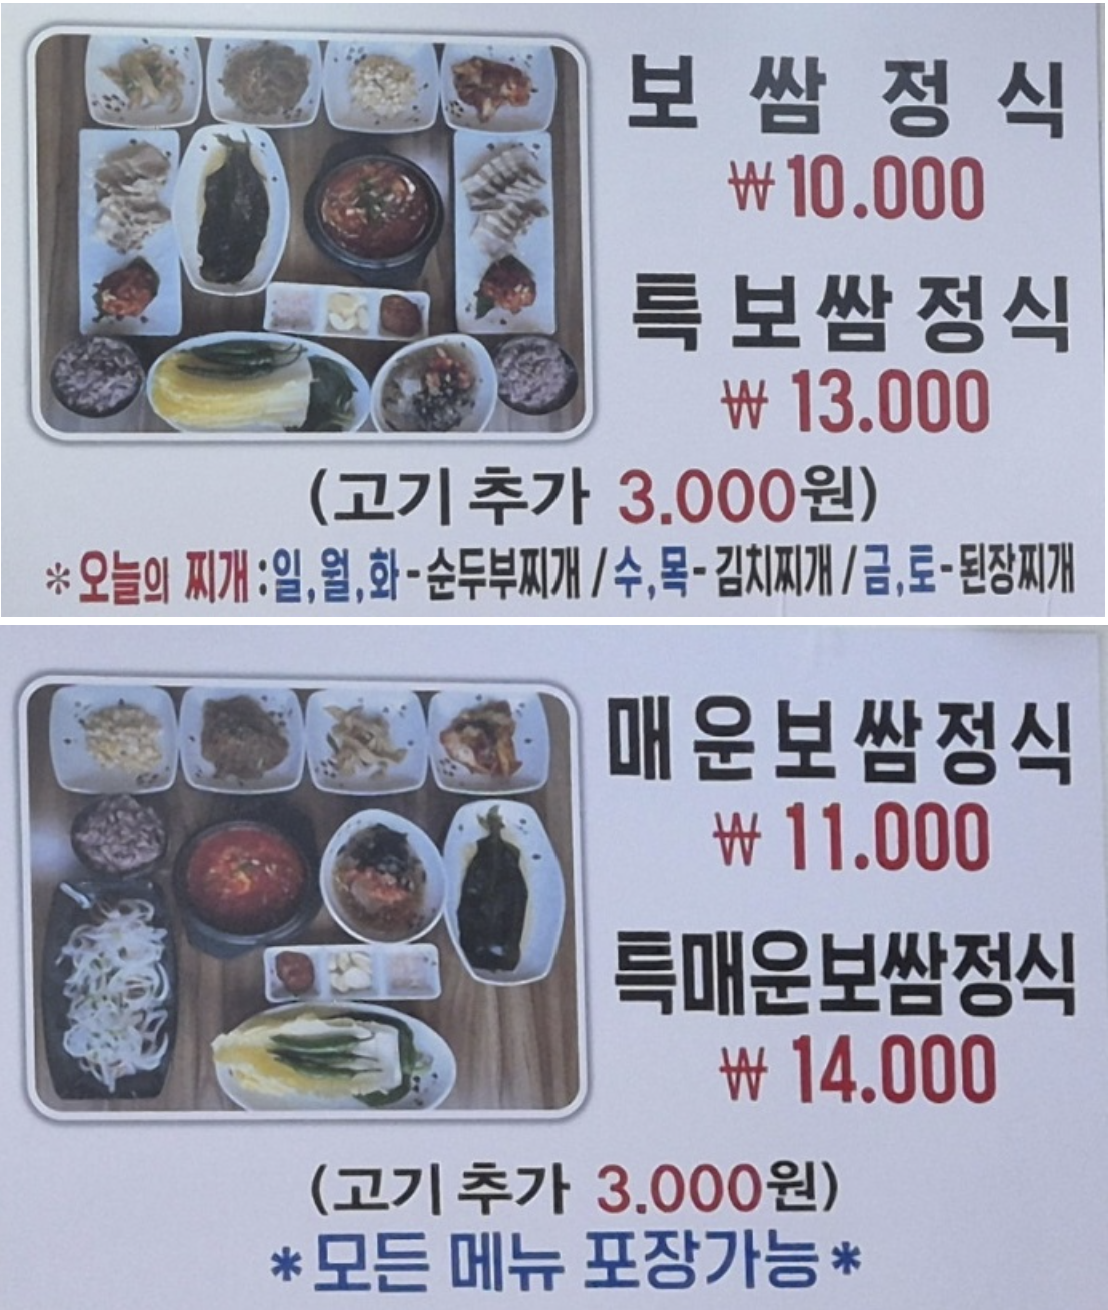 보쌈정식
₩10.000
특보쌈정식
₩13.000
(고기 추가 3.000원)
*오늘의 찌개:일,월,화-순두부찌개/수,목-김치찌개/금,토-된장찌개
매운보쌈정식
₩11.000
특매운보쌈정식
₩14.000
(고기 추가 3.000원)
*모든 메뉴 포장가능*